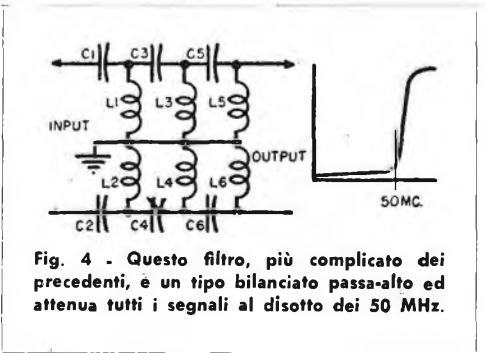 C1 C3 C5
L1 L3 L5
INPUT
OUTPUT
L2 L4 L6
C2 C4 C6
50MC.
Fig. 4 - Questo filtro, più complicato dei
precedenti, è un tipo bilanciato passa-alto ed
attenua tutti i segnali al disotto dei 50 MHz.